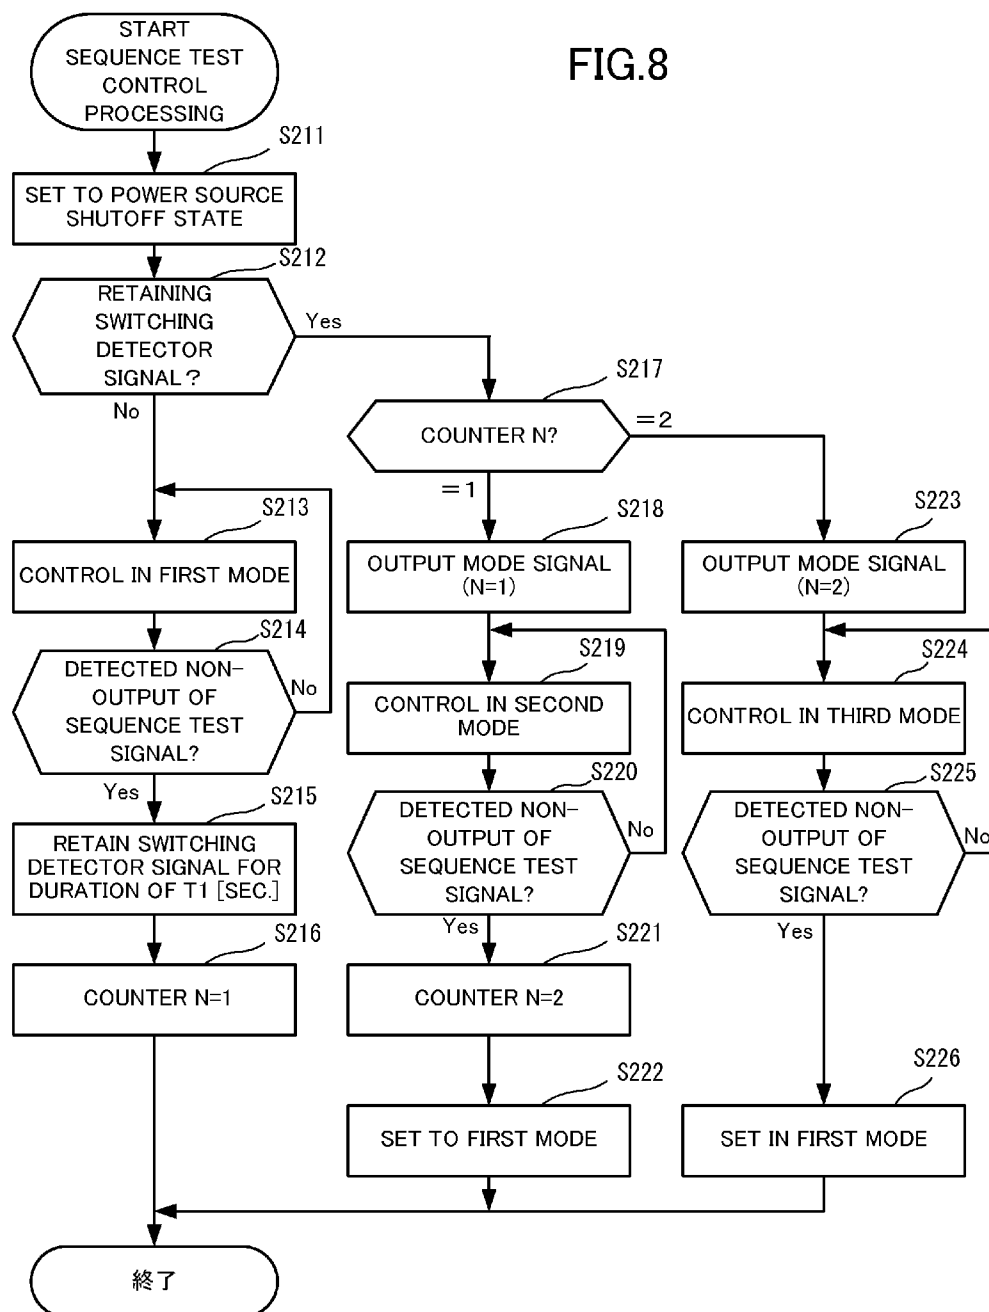 START
SEQUENCE TEST
CONTROL
PROCESSING
FIG.8
S211
SET TO POWER SOURCE
SHUTOFF STATE
S212
RETAINING
SWITCHING
DETECTOR
SIGNAL?
Yes
No
S217
COUNTER N?
=2
=1
S213
CONTROL IN FIRST MODE
S214
DETECTED NON-
OUTPUT OF
SEQUENCE TEST
SIGNAL?
No
Yes
S215
RETAIN SWITCHING
DETECTOR SIGNAL FOR
DURATION OF T1 [SEC.]
S216
COUNTER N=1
S218
OUTPUT MODE SIGNAL
(N=1)
S219
CONTROL IN SECOND
MODE
S220
DETECTED NON-
OUTPUT OF
SEQUENCE TEST
SIGNAL?
No
Yes
S221
COUNTER N=2
S222
SET TO FIRST MODE
S223
OUTPUT MODE SIGNAL
(N=2)
S224
CONTROL IN THIRD MODE
S225
DETECTED NON-
OUTPUT OF
SEQUENCE TEST
SIGNAL?
No
Yes
S226
SET IN FIRST MODE
終了